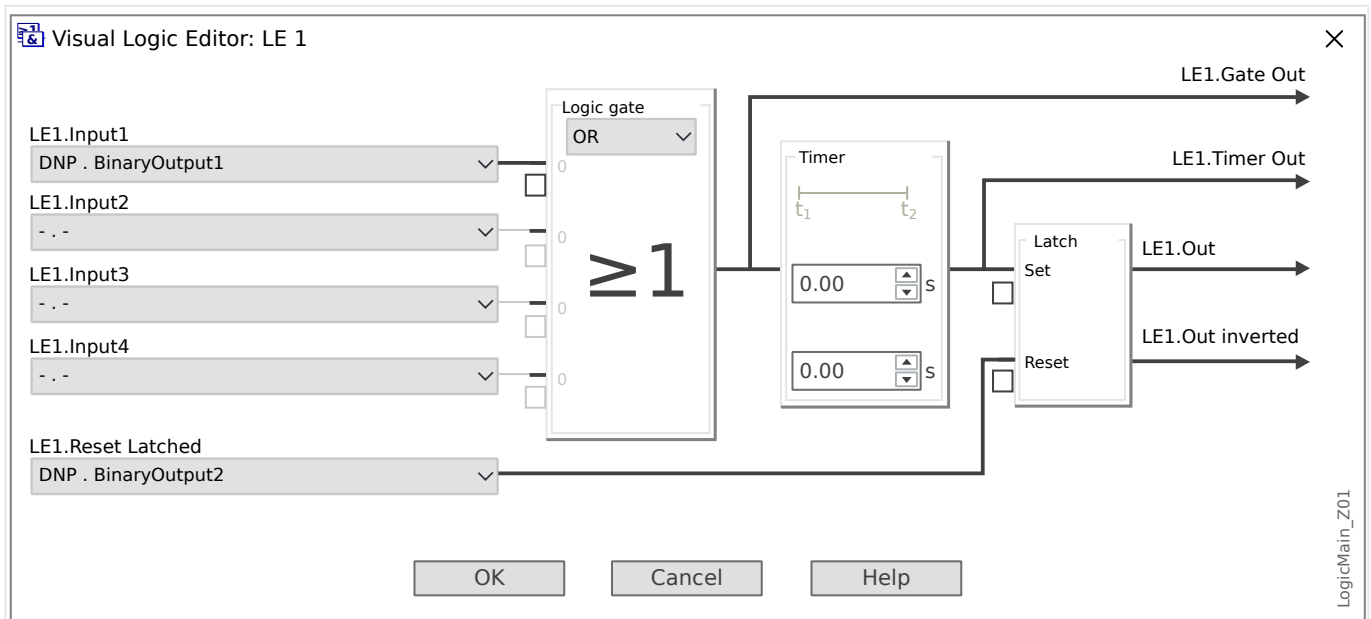 ≥1
&
Visual Logic Editor: LE 1
LE1.Gate Out
Logic gate
OR
LE1.Input1
DNP . BinaryOutput1
0
Timer
LE1.Timer Out
t1 t2
LE1.Input2
- . -
0
≥1
Latch
Set
LE1.Out
LE1.Input3
- . -
0
0.00 s
LE1.Out inverted
LE1.Input4
- . -
0
0.00 s
Reset
LE1.Reset Latched
DNP . BinaryOutput2
OK
Cancel
Help
LogicMain_Z01